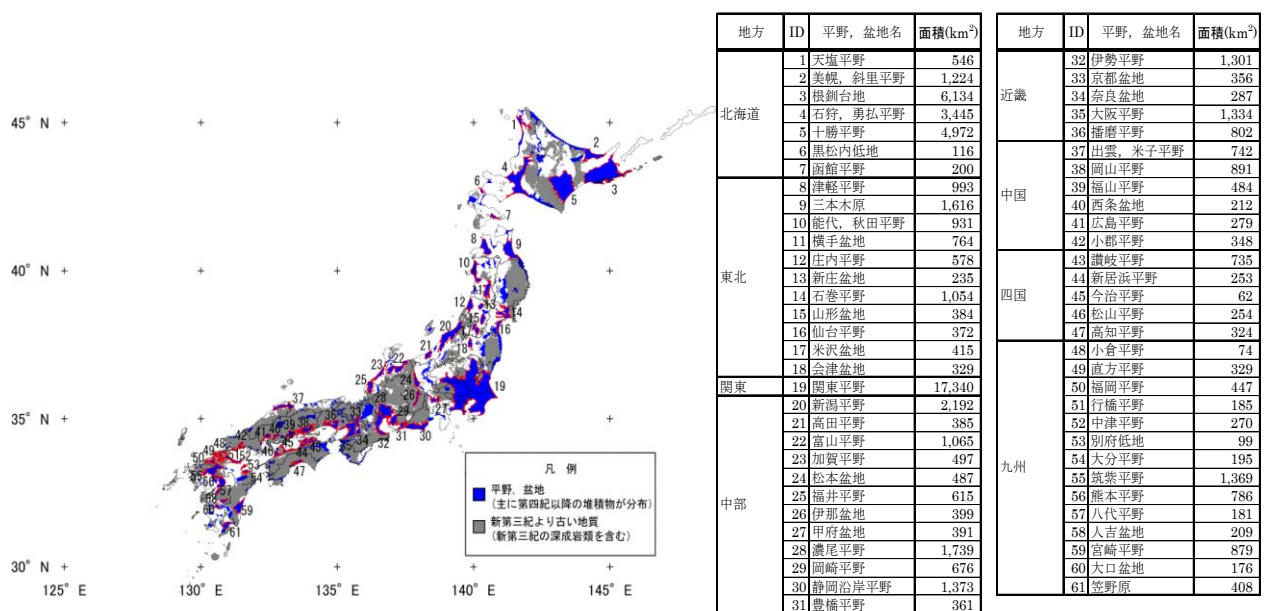 45° N
40° N
35° N
30° N
125° E
130° E
135° E
140° E
145° E
凡 例
平野, 盆地
(主に第四紀以降の堆積物が分布)
新第三紀より古い地質
(新第三紀の深成岩類を含む)
地方 ID 平野, 盆地名 面積(km²)
北海道
1 天塩平野 546
2 美幌, 斜里平野 1,224
3 根釧台地 6,134
4 石狩, 勇払平野 3,445
5 十勝平野 4,972
6 黒松内低地 116
7 函館平野 200
東北
8 津軽平野 993
9 三本木原 1,616
10 能代, 秋田平野 931
11 横手盆地 764
12 庄内平野 578
13 新庄盆地 235
14 石巻平野 1,054
15 山形盆地 384
16 仙台平野 372
17 米沢盆地 415
18 会津盆地 329
関東
19 関東平野 17,340
中部
20 新潟平野 2,192
21 高田平野 385
22 富山平野 1,065
23 加賀平野 497
24 松本盆地 487
25 福井平野 615
26 伊那盆地 399
27 甲府盆地 391
28 濃尾平野 1,739
29 岡崎平野 676
30 静岡沿岸平野 1,373
31 豊橋平野 361
地方 ID 平野, 盆地名 面積(km²)
近畿
32 伊勢平野 1,301
33 京都盆地 356
34 奈良盆地 287
35 大阪平野 1,334
36 播磨平野 802
中国
37 出雲, 米子平野 742
38 岡山平野 891
39 福山平野 484
40 西条盆地 212
41 広島平野 279
42 小郡平野 348
四国
43 讃岐平野 735
44 新居浜平野 253
45 今治平野 62
46 松山平野 254
47 高知平野 324
九州
48 小倉平野 74
49 直方平野 329
50 福岡平野 447
51 行橋平野 185
52 中津平野 270
53 別府低地 99
54 大分平野 195
55 筑紫平野 1,369
56 熊本平野 786
57 八代平野 181
58 人吉盆地 209
59 宮崎平野 879
60 大口盆地 176
61 笠野原 408